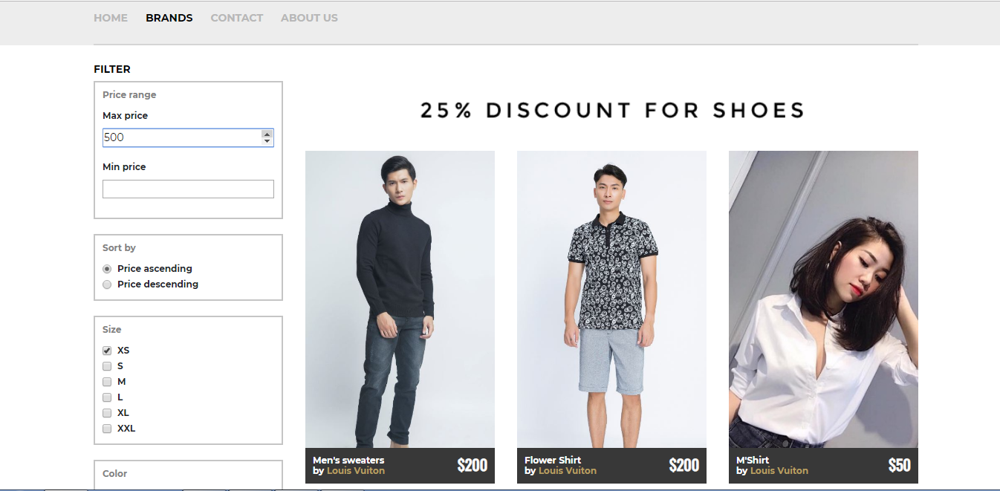 HOME BRANDS CONTACT ABOUT US
FILTER
Price range
Max price
500
Min price
Sort by
Price ascending
Price descending
Size
XS
S
M
L
XL
XXL
Color
25% DISCOUNT FOR SHOES
Men's sweaters
by Louis Vuiton
$200
Flower Shirt
by Louis Vuiton
$200
M'Shirt
by Louis Vuiton
$50